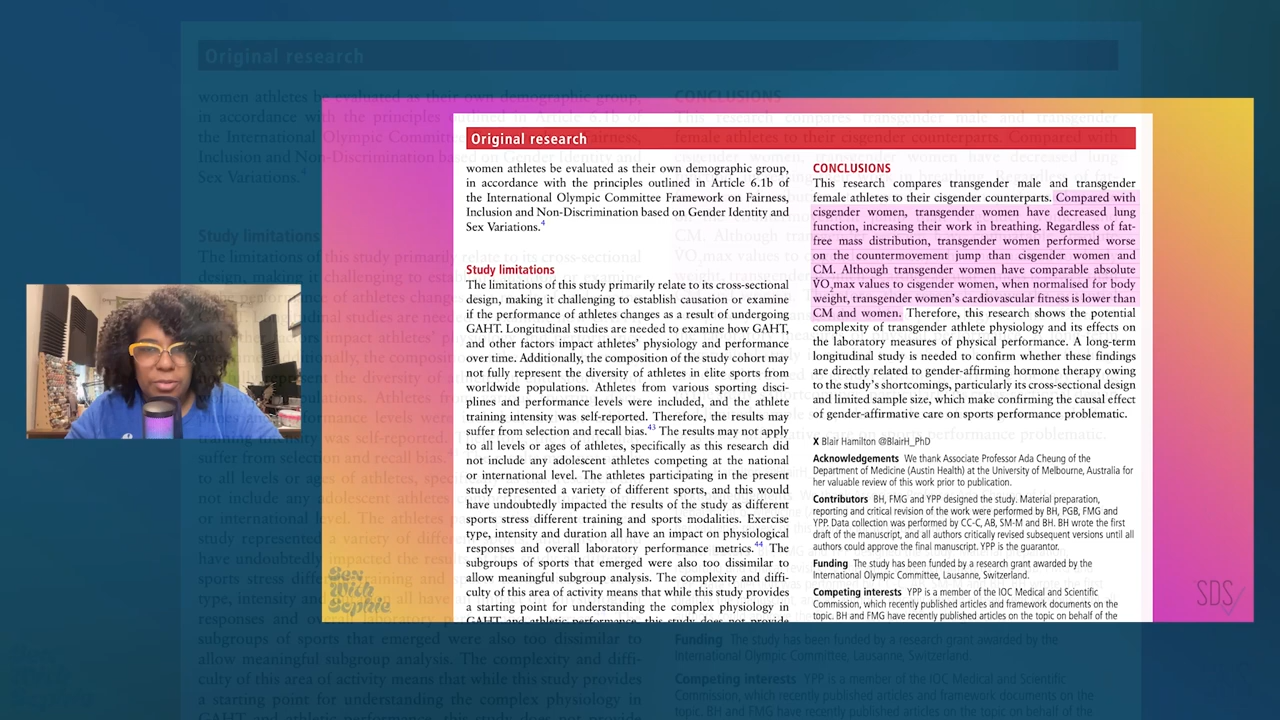 Original research
women athletes be evaluated as their own demographic group,
in accordance with the principles outlined in Article 6.1b of
the International Olympic Committee Framework on Fairness,
Inclusion and Non-Discrimination based on Gender Identity and
Sex Variations.4
Study limitations
The limitations of this study primarily relate to its cross-sectional
design, making it challenging to establish causation or examine
if the performance of athletes changes as a result of undergoing
GAHT. Longitudinal studies are needed to examine how GAHT,
and other factors impact athletes' physiology and performance
over time. Additionally, the composition of the study cohort may
not fully represent the diversity of athletes in elite sports from
worldwide populations. Athletes from various sporting disci-
plines and performance levels were included, and the athlete
training intensity was self-reported. Therefore, the results may
suffer from selection and recall bias.43 The results may not apply
to all levels or ages of athletes, specifically as this research did
not include any adolescent athletes competing at the national
or international level. The athletes participating in the present
study represented a variety of different sports, and this would
have undoubtedly impacted the results of the study as different
sports stress different training and sports modalities. Exercise
type, intensity and duration all have an impact on physiological
responses and overall laboratory performance metrics.44 The
subgroups of sports that emerged were also too dissimilar to
allow meaningful subgroup analysis. The complexity and diffi-
culty of this area of activity means that while this study provides
a starting point for understanding the complex physiology in
GAHT and athletic performance, this study does not provide
CONCLUSIONS
This research compares transgender male and transgender
female athletes to their cisgender counterparts. Compared with
cisgender women, transgender women have decreased lung
function, increasing their work in breathing. Regardless of fat-
free mass distribution, transgender women performed worse
on the countermovement jump than cisgender women and
CM. Although transgender women have comparable absolute
V̇O2max values to cisgender women, when normalised for body
weight, transgender women's cardiovascular fitness is lower than
CM and women. Therefore, this research shows the potential
complexity of transgender athlete physiology and its effects on
the laboratory measures of physical performance. A long-term
longitudinal study is needed to confirm whether these findings
are directly related to gender-affirming hormone therapy owing
to the study's shortcomings, particularly its cross-sectional design
and limited sample size, which make confirming the causal effect
of gender-affirmative care on sports performance problematic.
X Blair Hamilton @BlairH_PhD
Acknowledgements We thank Associate Professor Ada Cheung of the
Department of Medicine (Austin Health) at the University of Melbourne, Australia for
her valuable review of this work prior to publication.
Contributors BH, FMG and YPP designed the study. Material preparation,
reporting and critical revision of the work were performed by BH, PGB, FMG and
YPP. Data collection was performed by CC-C, AB, SM-M and BH. BH wrote the first
draft of the manuscript, and all authors critically revised subsequent versions until all
authors could approve the final manuscript. YPP is the guarantor.
Funding The study has been funded by a research grant awarded by the
International Olympic Committee, Lausanne, Switzerland.
Competing interests YPP is a member of the IOC Medical and Scientific
Commission, which recently published articles and framework documents on the
topic. BH and FMG have recently published articles on the topic on behalf of the
Sex
With
Sophie
SDS